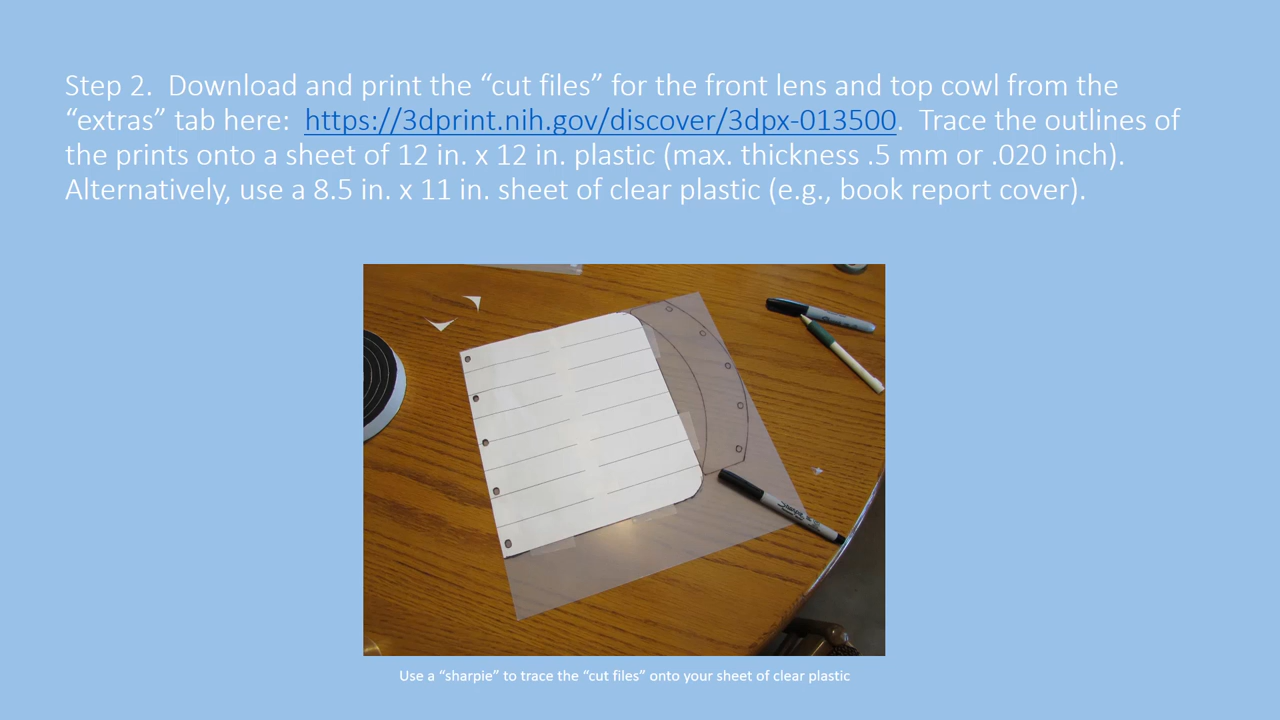 Step 2.  Download and print the “cut files” for the front lens and top cowl from the
“extras” tab here:  https://3dprint.nih.gov/discover/3dpx-013500.  Trace the outlines of
the prints onto a sheet of 12 in. x 12 in. plastic (max. thickness .5 mm or .020 inch).
Alternatively, use a 8.5 in. x 11 in. sheet of clear plastic (e.g., book report cover).
Sharpie
Use a “sharpie” to trace the “cut files” onto your sheet of clear plastic